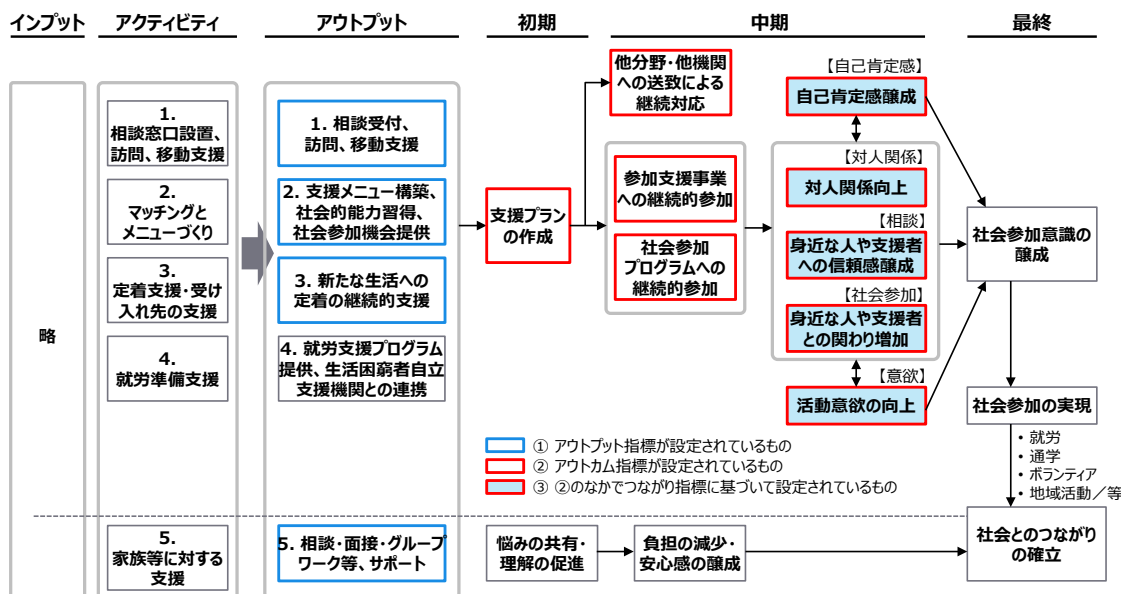 インプット
アクティビティ
アウトプット
初期
中期
最終
略
1.
相談窓口設置、
訪問、移動支援
2.
マッチングと
メニューづくり
3.
定着支援・受け
入れ先の支援
4.
就労準備支援
5.
家族等に対する
支援
1. 相談受付、
訪問、移動支援
2. 支援メニュー構築、
社会的能力習得、
社会参加機会提供
3. 新たな生活への
定着の継続的支援
4. 就労支援プログラム
提供、生活困窮者自立
支援機関との連携
5. 相談・面接・グループ
ワーク等、サポート
支援プラン
の作成
悩みの共有・
理解の促進
他分野・他機関
への送致による
継続対応
参加支援事業
への継続的参加
社会参加
プログラムへの
継続的参加
負担の減少・
安心感の醸成
【自己肯定感】
自己肯定感醸成
【対人関係】
対人関係向上
【相談】
身近な人や支援者
への信頼感醸成
【社会参加】
身近な人や支援者
との関わり増加
【意欲】
活動意欲の向上
社会参加意識の
醸成
社会参加の実現
・就労
・通学
・ボランティア
・地域活動／等
社会とのつながり
の確立
① アウトプット指標が設定されているもの
② アウトカム指標が設定されているもの
③ ②のなかでつながり指標に基づいて設定されているもの